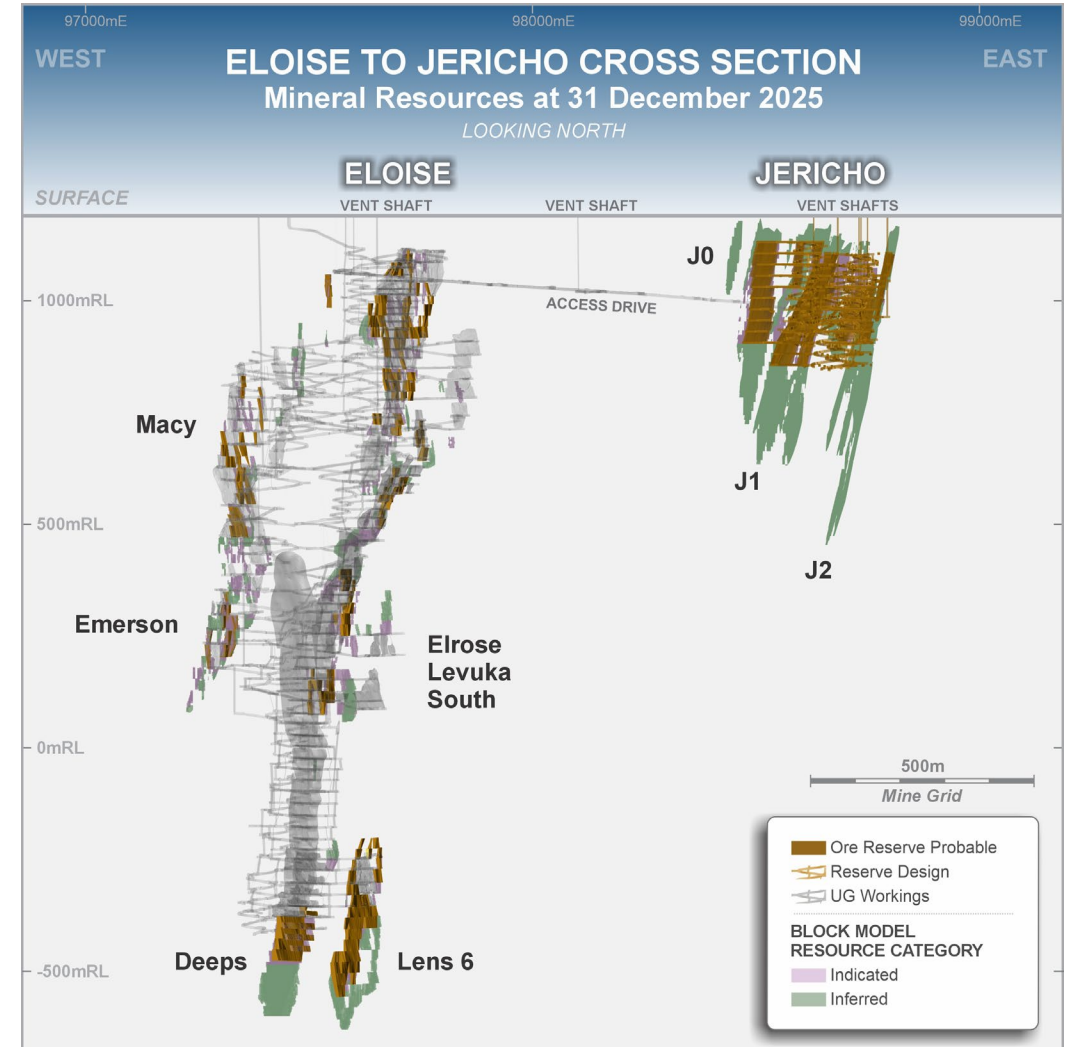 97000mE 98000mE 99000mE
WEST EAST
ELOISE TO JERICHO CROSS SECTION
Mineral Resources at 31 December 2025
LOOKING NORTH
ELOISE JERICHO
SURFACE
VENT SHAFT VENT SHAFT VENT SHAFTS
J0
1000mRL
ACCESS DRIVE
Macy
J1
500mRL
J2
Emerson
Elrose
Levuka
South
0mRL
500m
Mine Grid
Ore Reserve Probable
Reserve Design
UG Workings
BLOCK MODEL
RESOURCE CATEGORY
Indicated
Inferred
Deeps
Lens 6
-500mRL